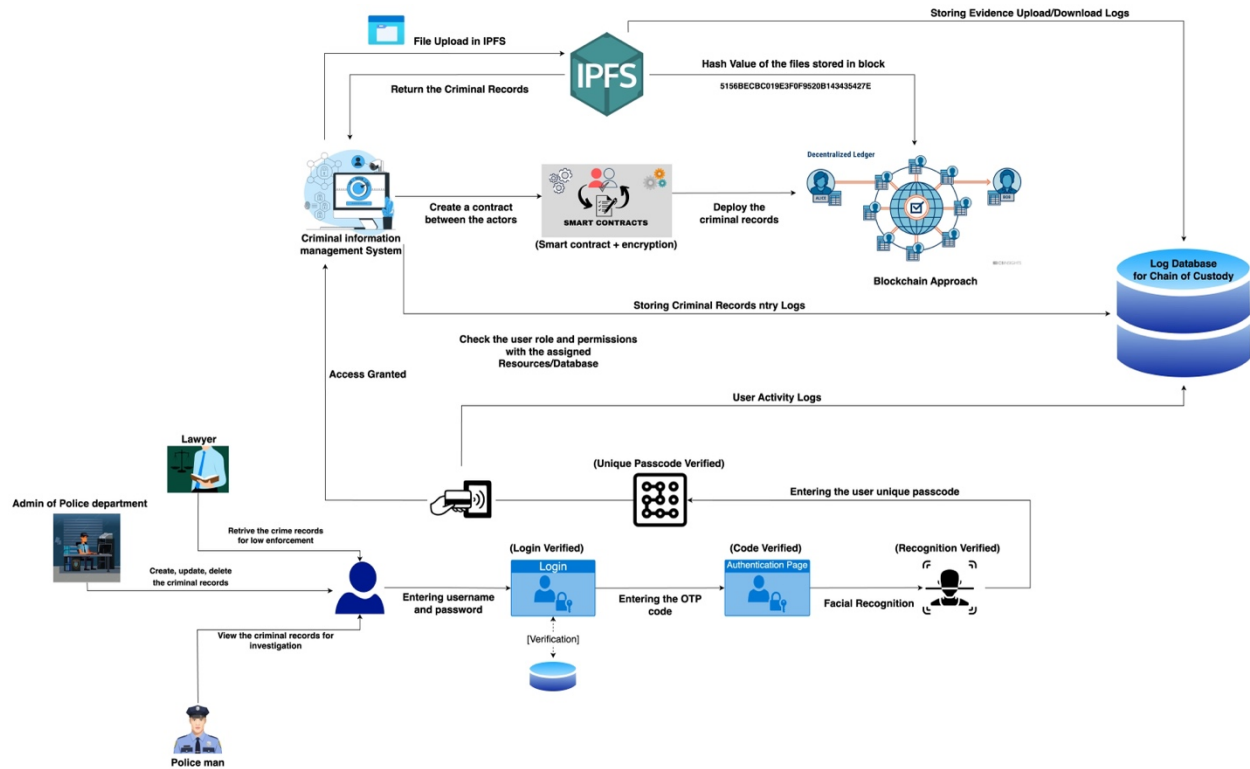 Storing Evidence Upload/Download Logs
File Upload in IPFS
IPFS
Hash Value of the files stored in block
5156BECBC019E3F0F9520B143435427E
Return the Criminal Records
Decentralized Ledger
ALICE
BOB
Create a contract
between the actors
SMART CONTRACTS
(Smart contract + encryption)
Deploy the
criminal records
Criminal information
management System
Blockchain Approach
Log Database
for Chain of Custody
Storing Criminal Records ntry Logs
Check the user role and permissions
with the assigned
Resources/Database
Access Granted
User Activity Logs
Lawyer
(Unique Passcode Verified)
Entering the user unique passcode
Admin of Police department
Retrive the crime records
for low enforcement
(Login Verified)
(Code Verified)
(Recognition Verified)
Login
Authentication Page
Create, update, delete
the criminal records
Entering username
and password
Entering the OTP
code
Facial Recognition
View the criminal records for
investigation
[Verification]
Police man